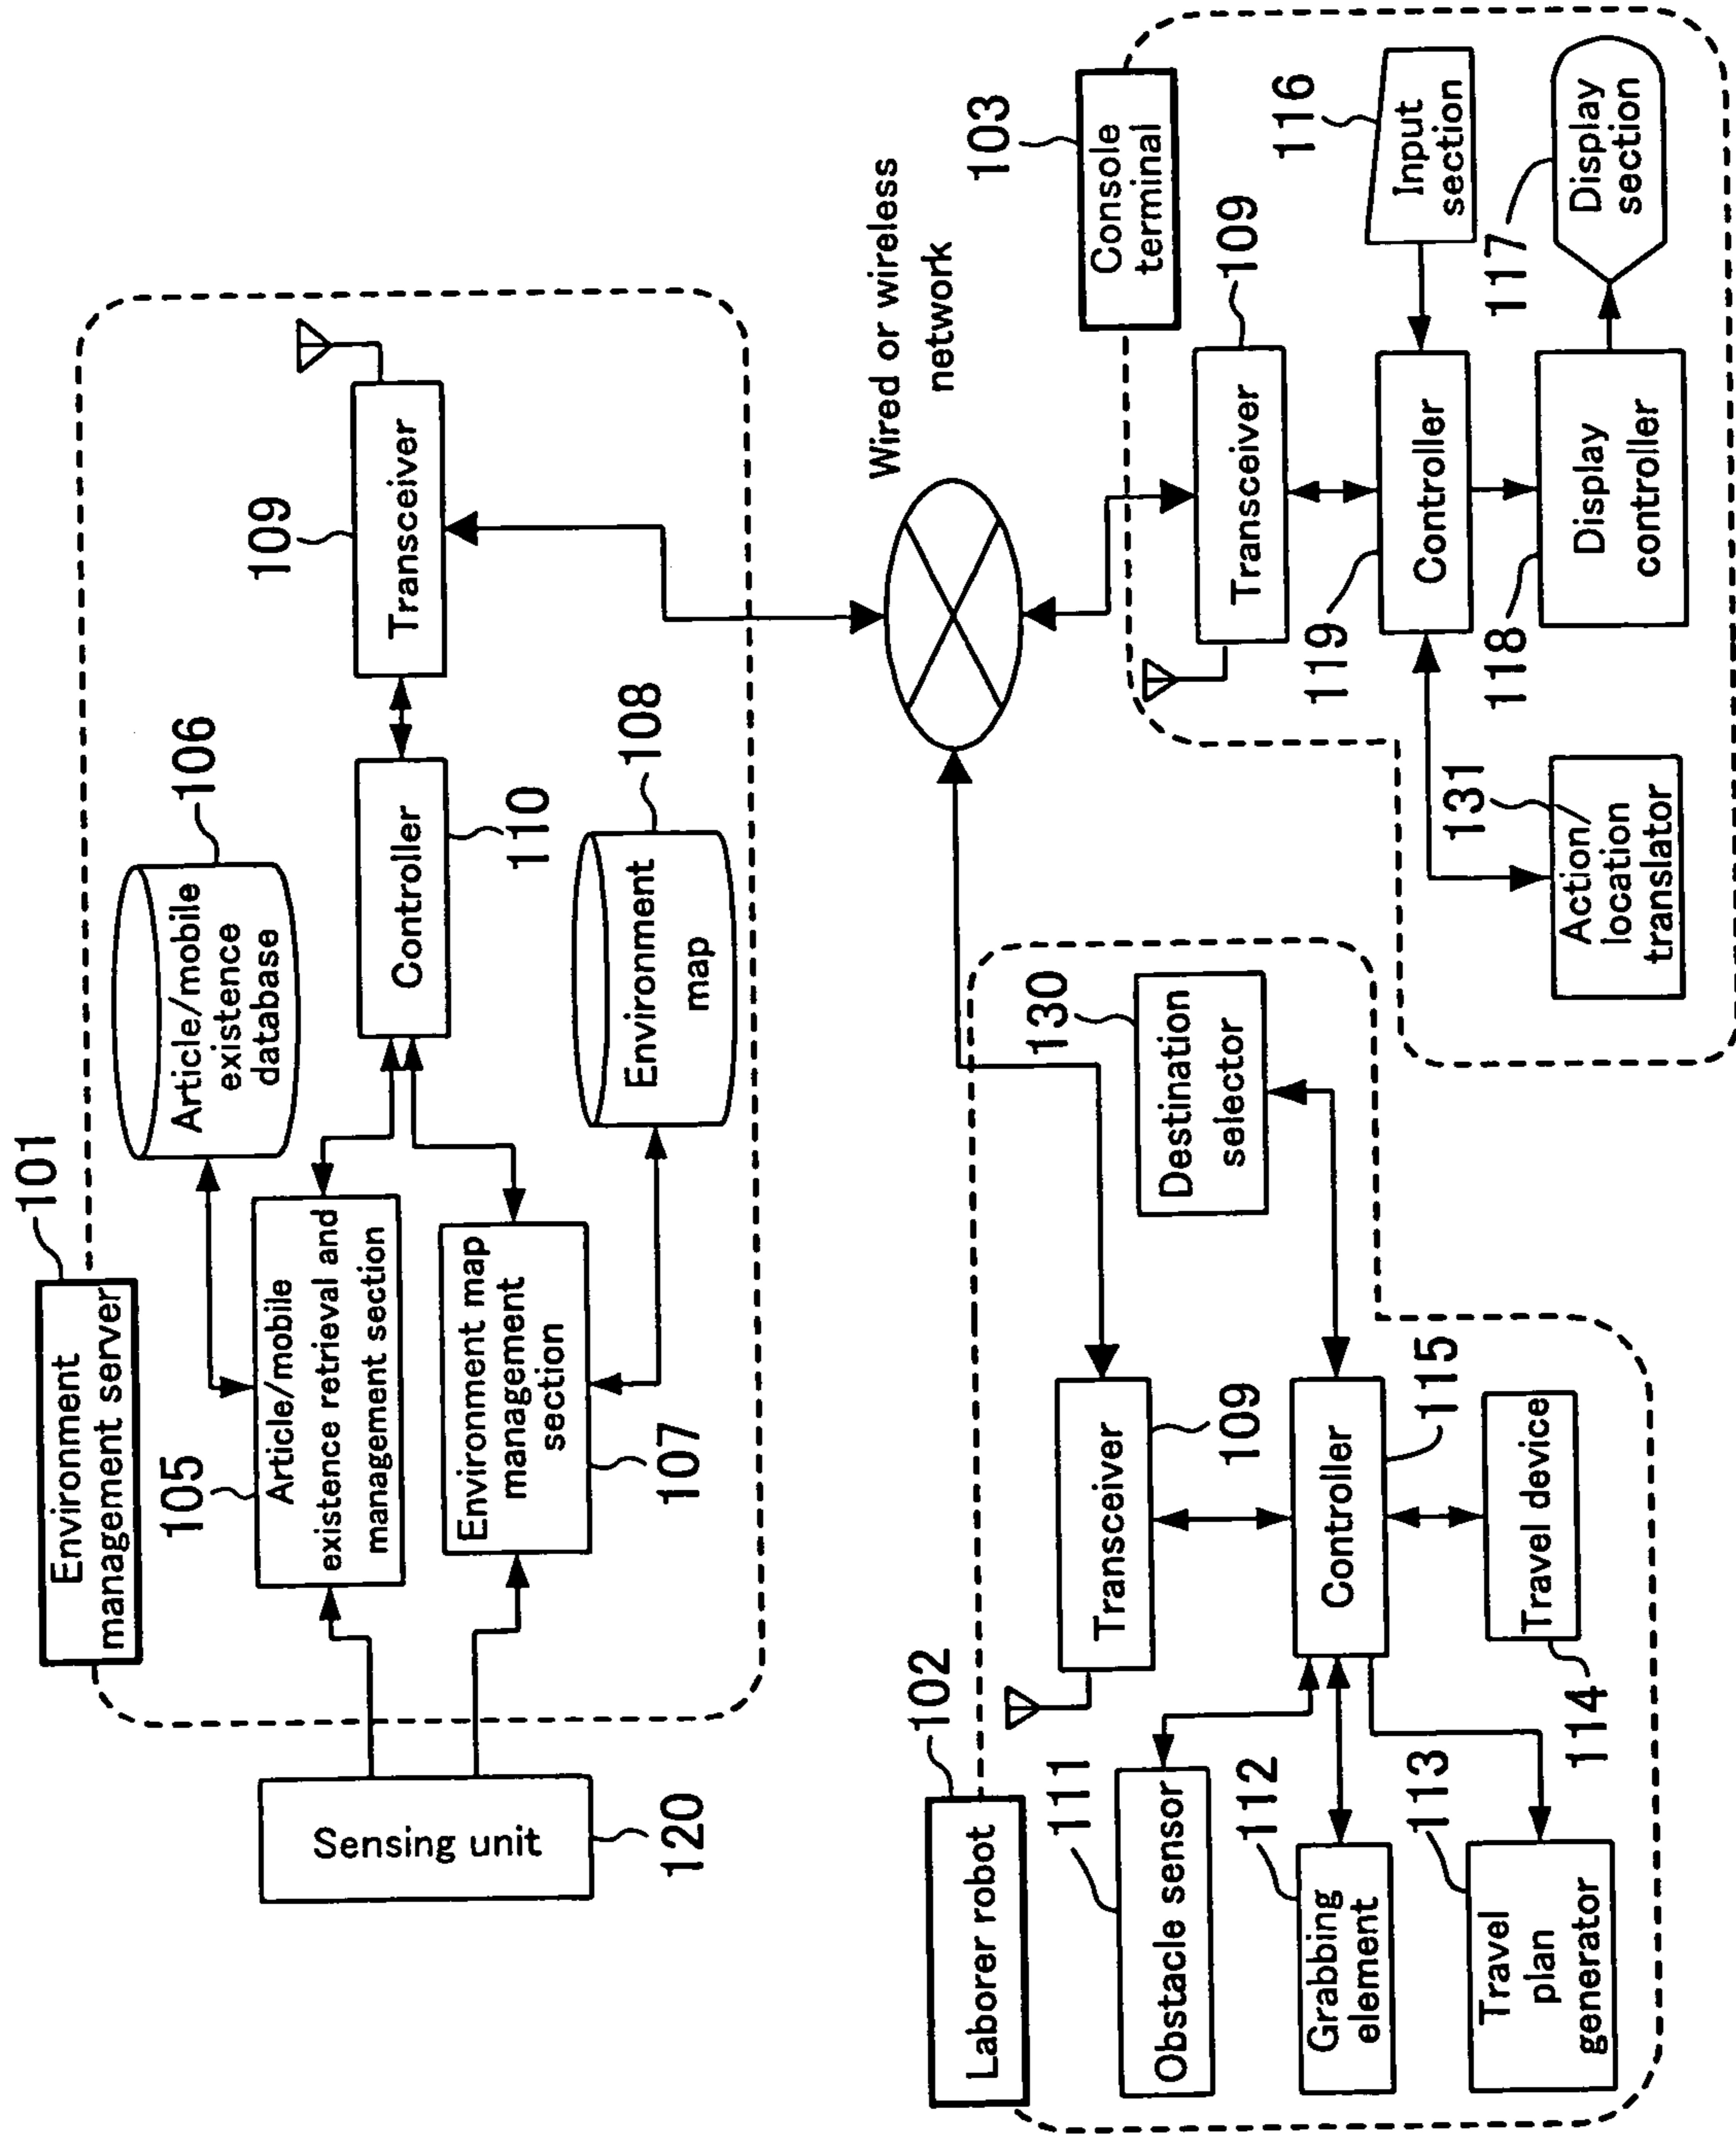 101
Environment
management server
105
Article/mobile
existence retrieval and
management section
Article/mobile
existence
database
106
Sensing unit
120
Environment map
management
section
107
Controller
110
Environment
map
108
109
Transceiver
Wired or wireless
network
102
Laborer robot
111
Obstacle sensor
112
Grabbing
element
113
Travel
plan
generator
Transceiver
109
Controller
115
Travel device
114
130
Destination
selector
103
Console
terminal
Transceiver
109
119
Controller
116
Input
section
117
Display
section
118
Display
controller
131
Action/
location
translator